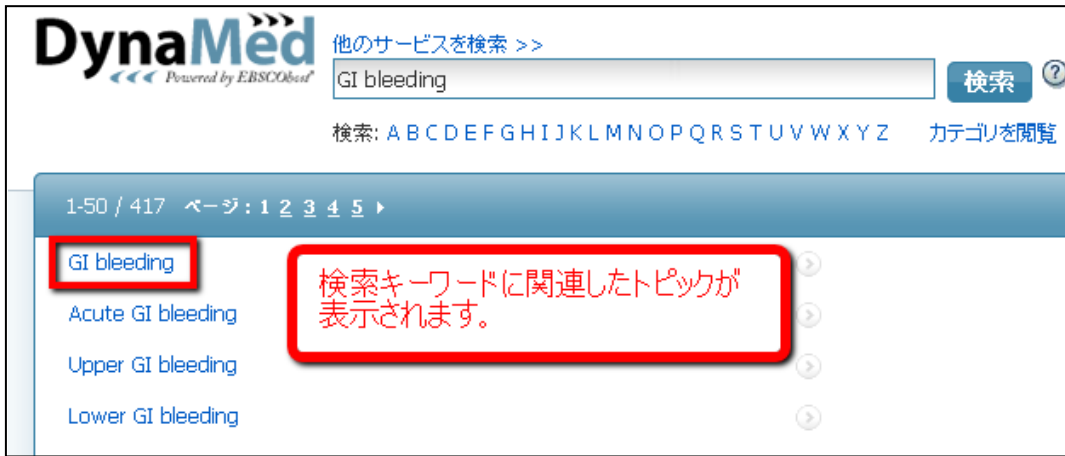 DynaMed
Powered by EBSCOhost
他のサービスを検索 >>
GI bleeding
検索
?
検索: A B C D E F G H I J K L M N O P Q R S T U V W X Y Z カテゴリを閲覧
1-50 / 417 ページ: 1 2 3 4 5
GI bleeding
検索キーワードに関連したトピックが
表示されます。
Acute GI bleeding
Upper GI bleeding
Lower GI bleeding